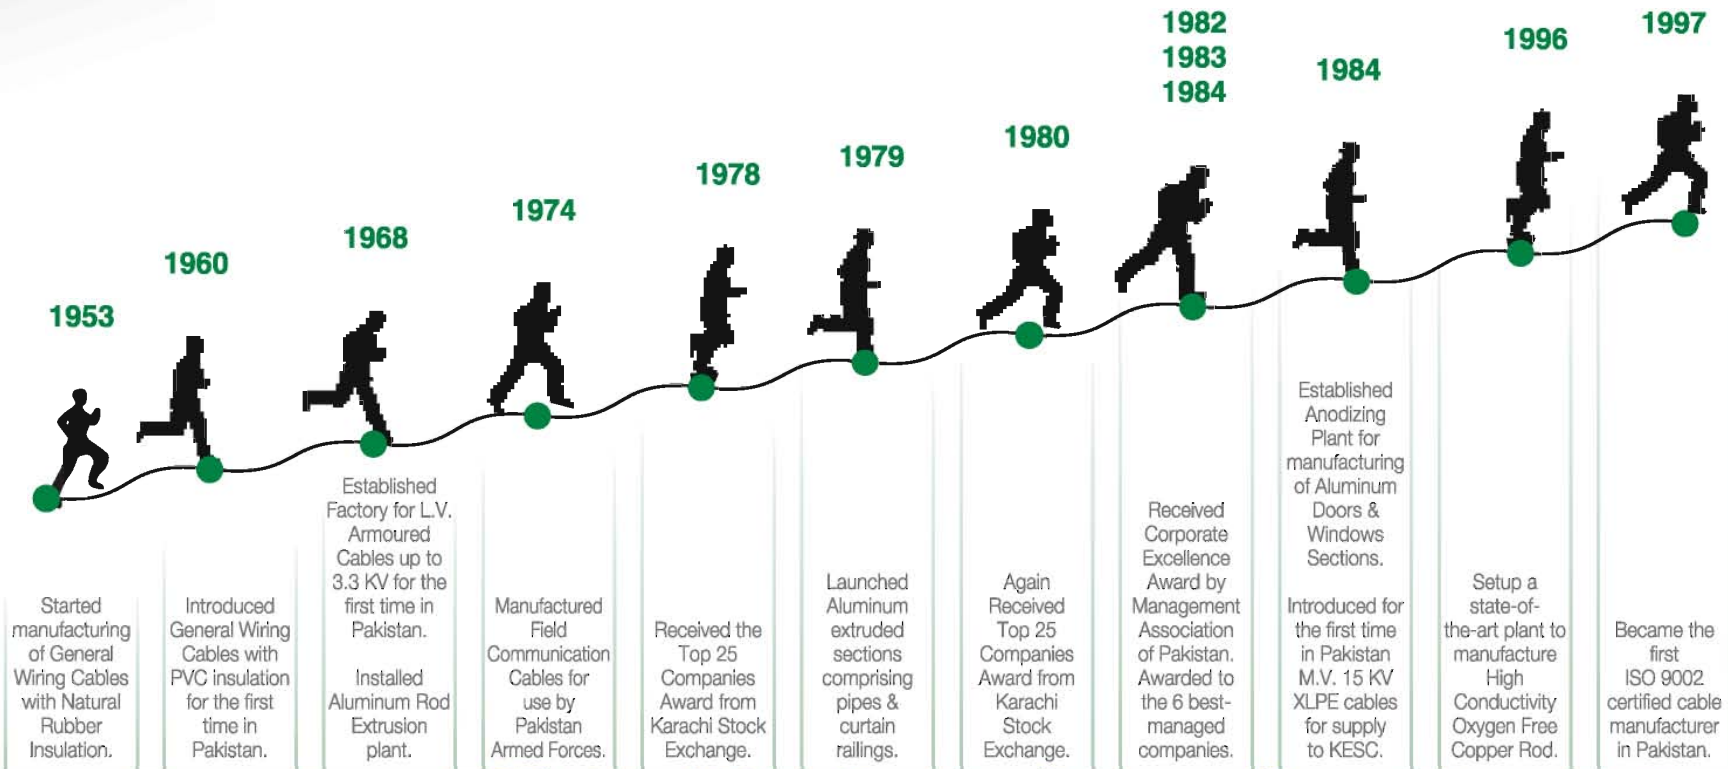 1953
Started
manufacturing
of General
Wiring Cables
with Natural
Rubber
Insulation.
1960
Introduced
General Wiring
Cables with
PVC insulation
for the first
time in
Pakistan.
1968
Established
Factory for L.V.
Armoured
Cables up to
3.3 KV for the
first time in
Pakistan.
Installed
Aluminum Rod
Extrusion
plant.
1974
Manufactured
Field
Communication
Cables for
use by
Pakistan
Armed Forces.
1978
Received the
Top 25
Companies
Award from
Karachi Stock
Exchange.
1979
Launched
Aluminum
extruded
sections
comprising
pipes &
curtain
railings.
1980
Again
Received
Top 25
Companies
Award from
Karachi
Stock
Exchange.
1982
1983
1984
Received
Corporate
Excellence
Award by
Management
Association
of Pakistan.
Awarded to
the 6 best-
managed
companies.
1984
Established
Anodizing
Plant for
manufacturing
of Aluminum
Doors &
Windows
Sections.
Introduced for
the first time
in Pakistan
M.V. 15 KV
XLPE cables
for supply
to KESC.
1996
Setup a
state-of-
the-art plant to
manufacture
High
Conductivity
Oxygen Free
Copper Rod.
1997
Became the
first
ISO 9002
certified cable
manufacturer
in Pakistan.